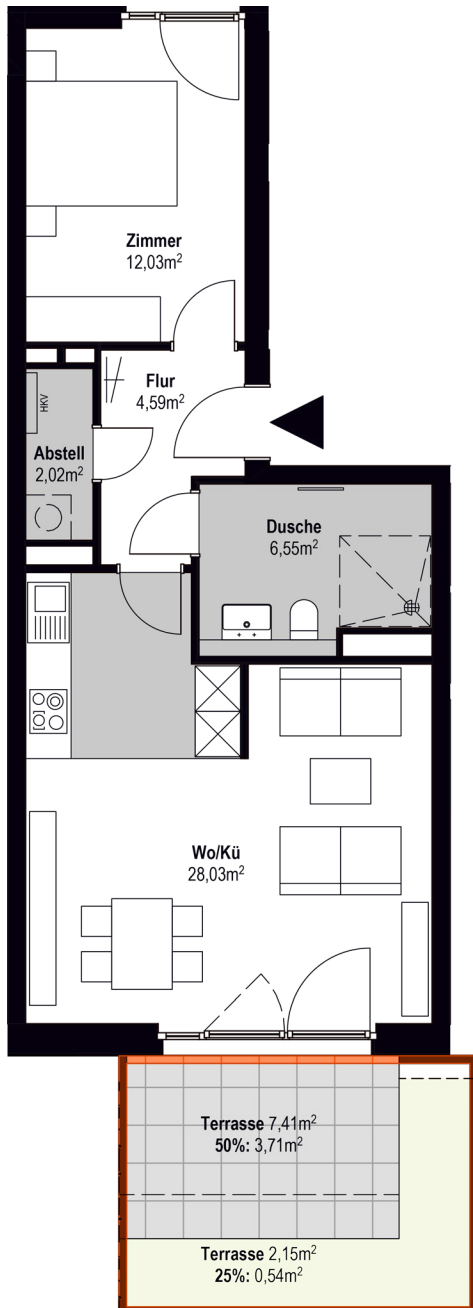 Zimmer
12,03m²
Flur
4,59m²
HKV
Abstell
2,02m²
Dusche
6,55m²
Wo/Kü
28,03m²
Terrasse 7,41m²
50%: 3,71m²
Terrasse 2,15m²
25%: 0,54m²